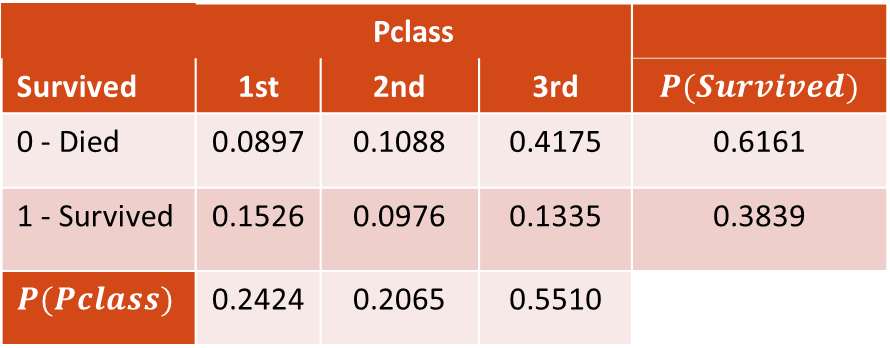 Pclass
Survived 1st 2nd 3rd P(Survived)
0 - Died 0.0897 0.1088 0.4175 0.6161
1 - Survived 0.1526 0.0976 0.1335 0.3839
P(Pclass) 0.2424 0.2065 0.5510